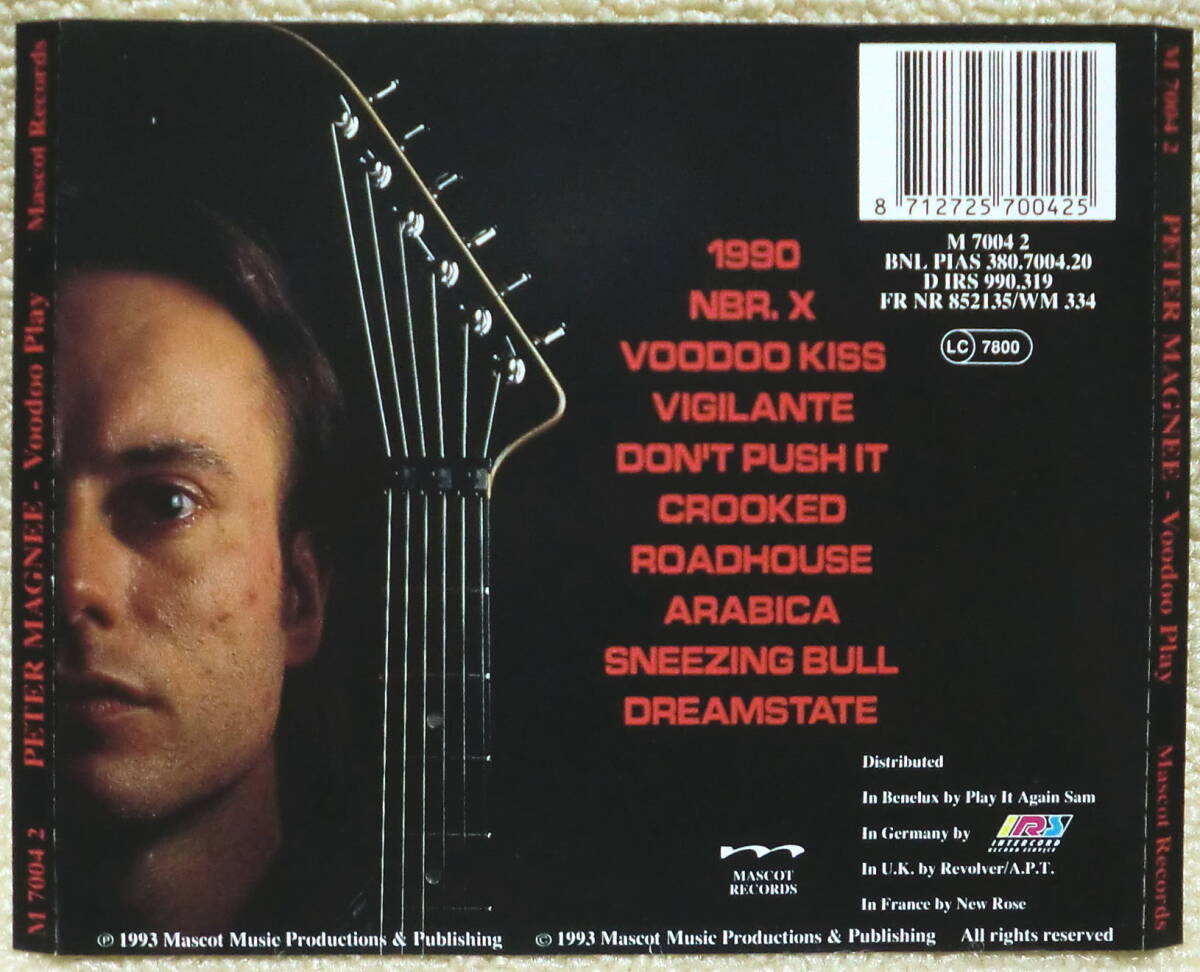 M 7004 2 PETER MAGNEE - Voodoo Play Mascot Records
8 712725 700425
M 7004 2
BNL PIAS 380.7004.20
D IRS 990.319
FR NR 852135/WM 334
LC 7800
1990
NBR. X
VOODOO KISS
VIGILANTE
DON'T PUSH IT
CROOKED
ROADHOUSE
ARABICA
SNEEZING BULL
DREAMSTATE
Distributed
In Benelux by Play It Again Sam
In Germany by IRS
INTERCORD
RECORD SERVICE
In U.K. by Revolver/A.P.T.
In France by New Rose
MASCOT
RECORDS
℗ 1993 Mascot Music Productions & Publishing © 1993 Mascot Music Productions & Publishing All rights reserved
M 7004 2 PETER MAGNEE - Voodoo Play Mascot Records